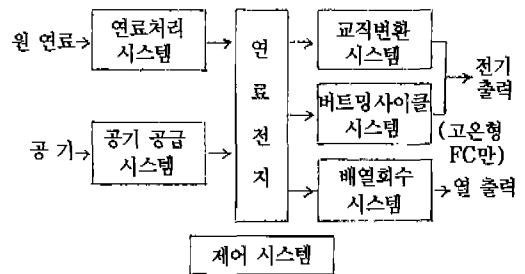 원 연료→
연료처리
시스템
공 기→
공기 공급
시스템
연
료
전
지
교직변환
시스템
버트밍사이클
시스템
배열회수
시스템
전기
출력
(고온형
FC만)
열 출력
제어 시스템